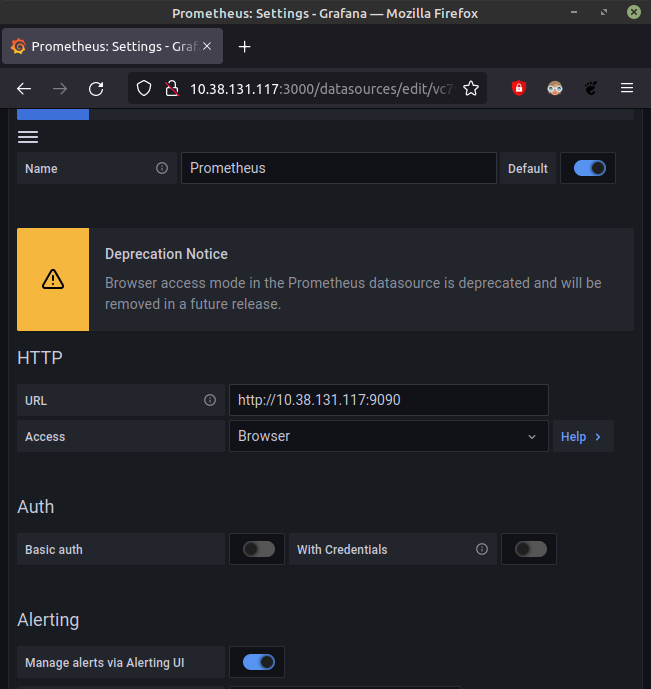 Prometheus: Settings - Grafana — Mozilla Firefox
Prometheus: Settings - Graf
10.38.131.117:3000/datasources/edit/vc7
Name
Prometheus
Default
Deprecation Notice
Browser access mode in the Prometheus datasource is deprecated and will be
removed in a future release.
HTTP
URL
http://10.38.131.117:9090
Access
Browser
Help
Auth
Basic auth
With Credentials
Alerting
Manage alerts via Alerting UI